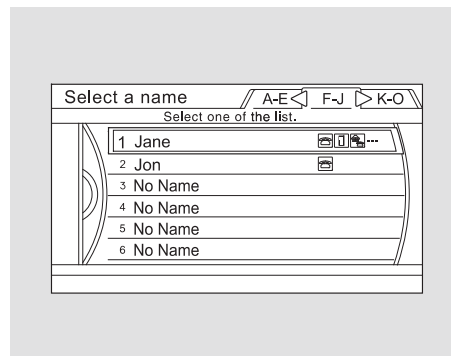 Select a name A-E F-J K-O
Select one of the list.
1 Jane
2 Jon
3 No Name
4 No Name
5 No Name
6 No Name